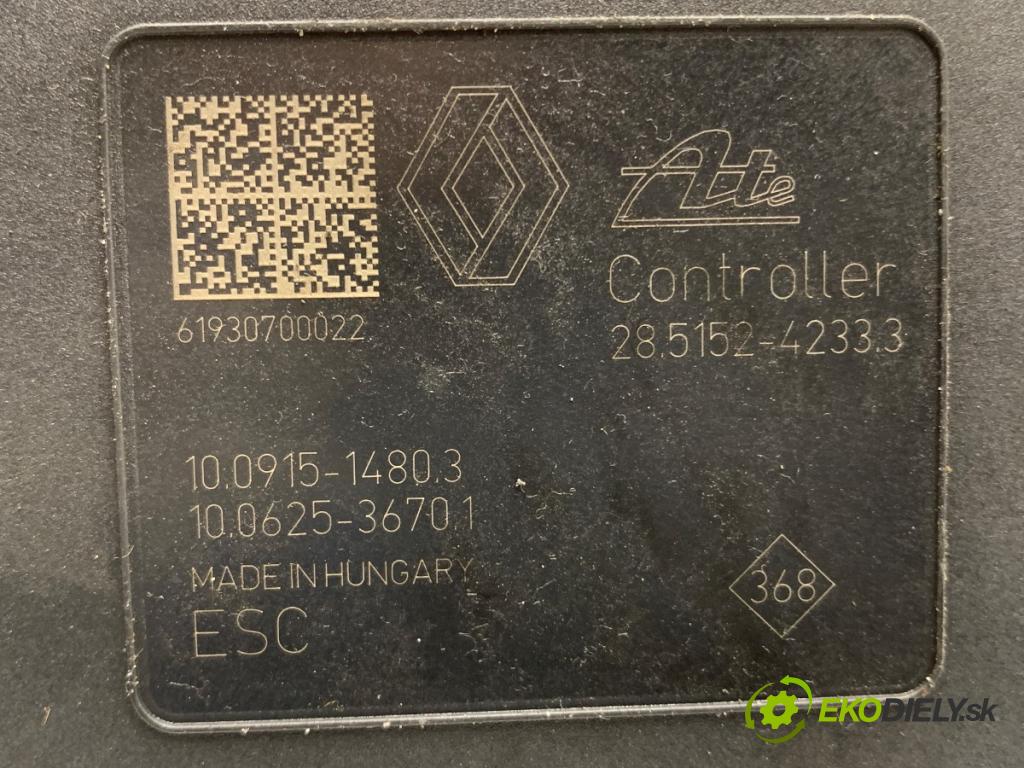 Ate
Controller
61930700022
28.5152-4233.3
10.0915-1480.3
10.0625-3670.1
MADE IN HUNGARY
ESC
368
EKODIELY.sk